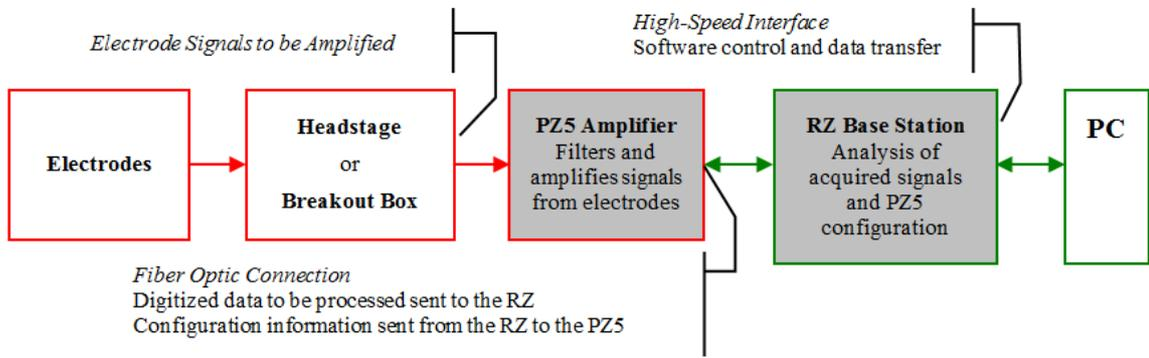 Electrode Signals to be Amplified
High-Speed Interface
Software control and data transfer
Electrodes
Headstage
or
Breakout Box
PZ5 Amplifier
Filters and
amplifies signals
from electrodes
RZ Base Station
Analysis of
acquired signals
and PZ5
configuration
PC
Fiber Optic Connection
Digitized data to be processed sent to the RZ
Configuration information sent from the RZ to the PZ5